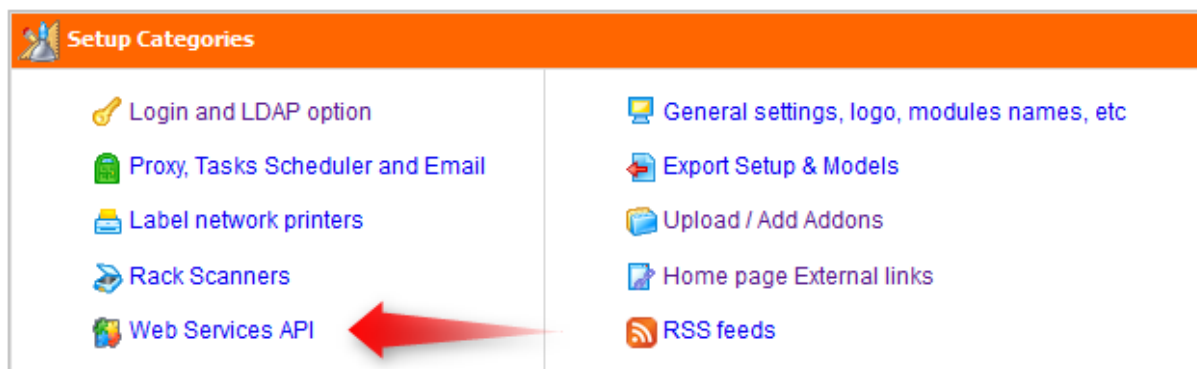 Setup Categories
Login and LDAP option
Proxy, Tasks Scheduler and Email
Label network printers
Rack Scanners
Web Services API
General settings, logo, modules names, etc
Export Setup & Models
Upload / Add Addons
Home page External links
RSS feeds